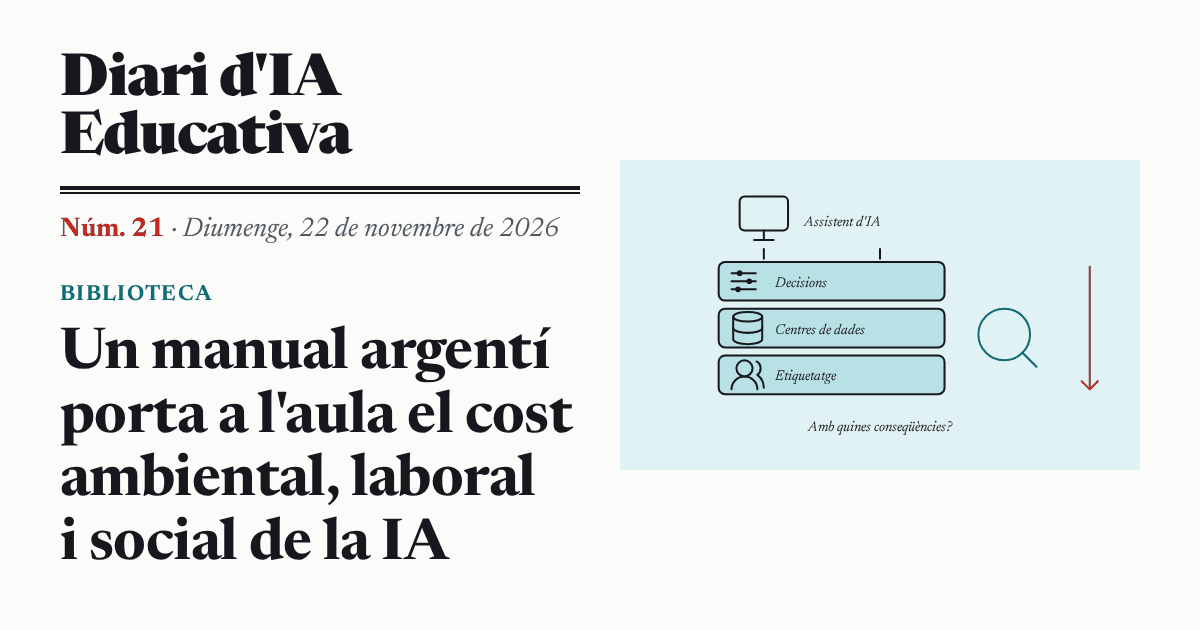 Diari d'IA
Educativa
Núm. 21 · Diumenge, 22 de novembre de 2026
BIBLIOTECA
Un manual argentí
porta a l'aula el cost
ambiental, laboral
i social de la IA
Assistent d'IA
Decisions
Centres de dades
Etiquetatge
Amb quines conseqüències?